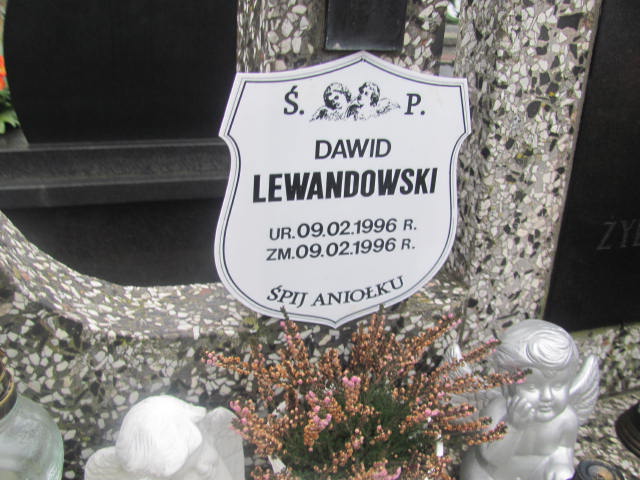 Ś. P.
DAWID
LEWANDOWSKI
UR. 09.02.1996 R.
ZM. 09.02.1996 R.
ŚPIJ ANIOŁKU